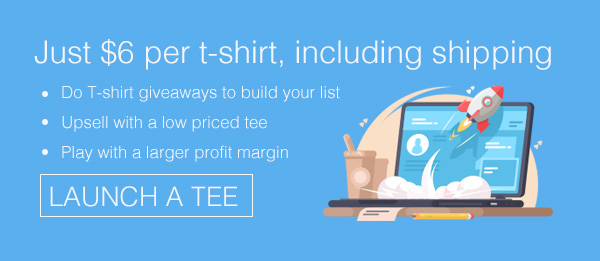 Just $6 per t-shirt, including shipping
• Do T-shirt giveaways to build your list
• Upsell with a low priced tee
• Play with a larger profit margin
LAUNCH A TEE